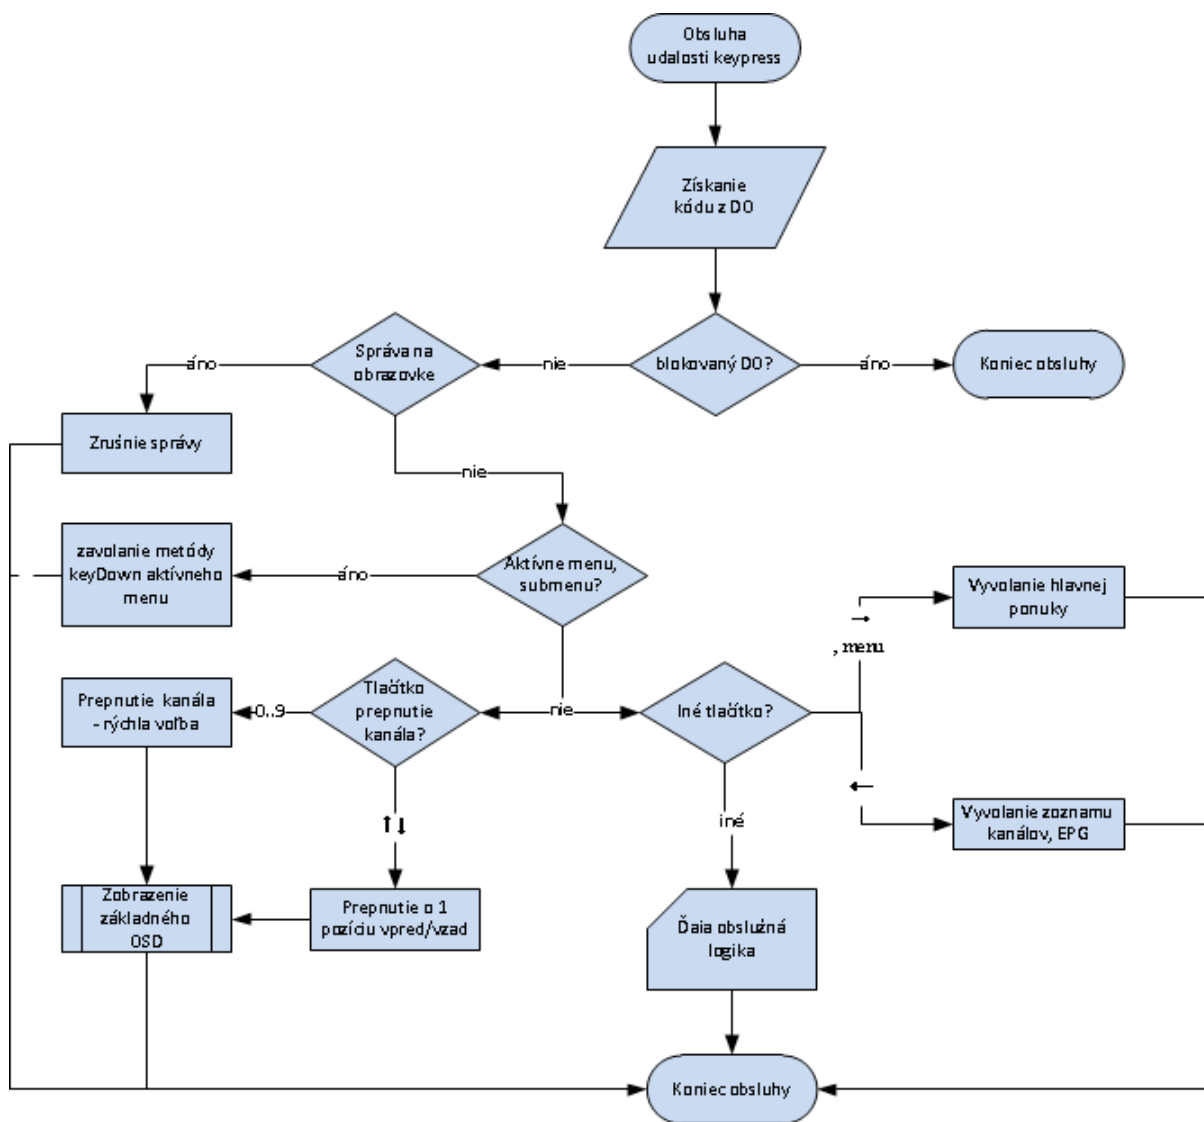 Obsluha
udalosti keypress
Získanie
kódu z DO
blokovaný DO?
áno
Koniec obsluhy
nie
Správa na
obrazovke
áno
Zrušnie správy
nie
Aktívne menu,
submenu?
áno
zavolanie metódy
keyDown aktívneho
menu
nie
Tlačítko
prepnutie
kanála?
0..9
Prepnutie kanála
- rýchla voľba
↑↓
Prepnutie o 1
pozíciu vpred/vzad
Zobrazenie
základného
OSD
Iné tlačítko?
→
, menu
Vyvolanie hlavnej
ponuky
←
Vyvolanie zoznamu
kanálov, EPG
iné
Ďaia obslužná
logika
Koniec obsluhy